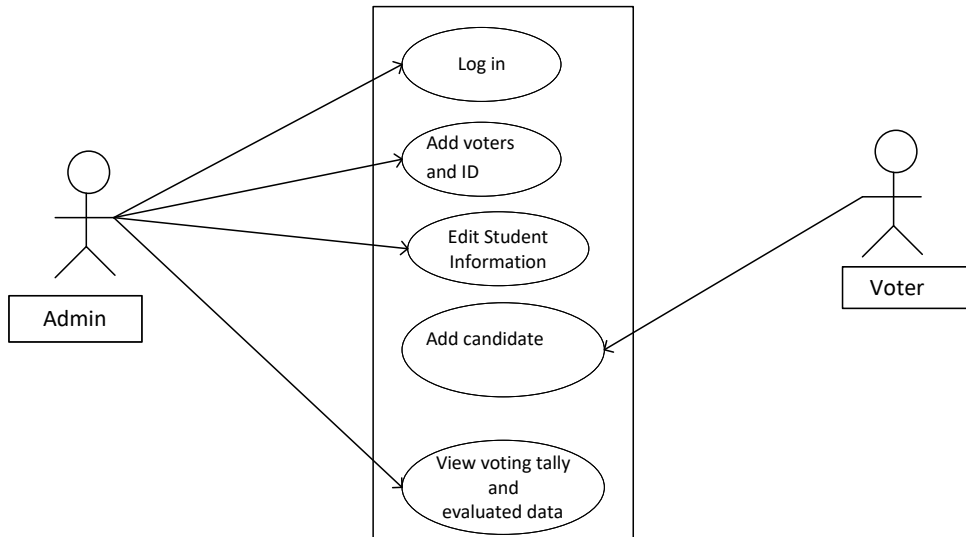 Log in
Add voters
and ID
Edit Student
Information
Admin
Voter
Add candidate
View voting tally
and
evaluated data